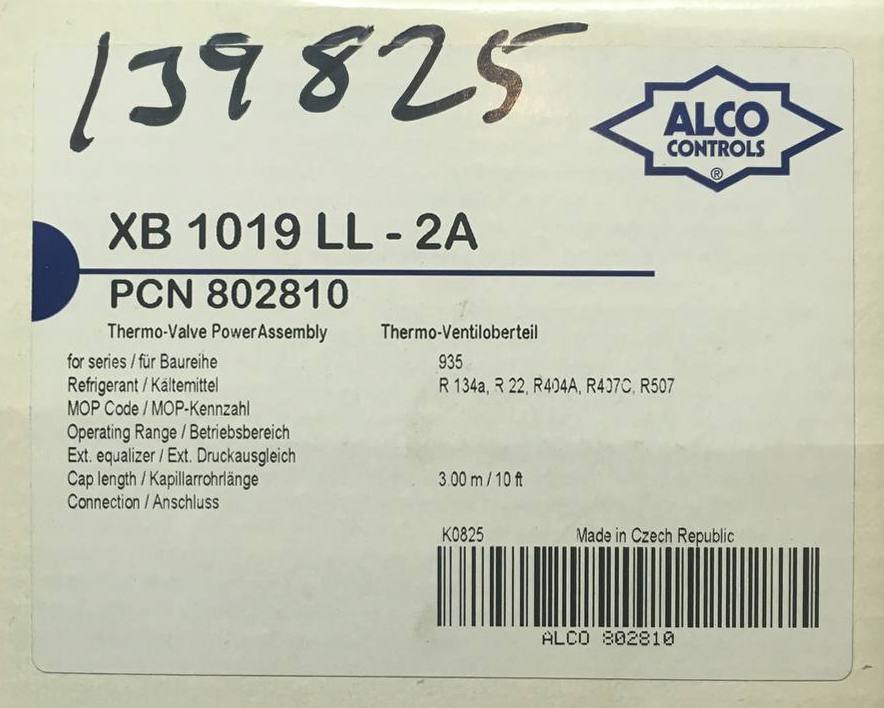 139825
ALCO
CONTROLS
®
XB 1019 LL - 2A
PCN 802810
Thermo-Valve PowerAssembly Thermo-Ventiloberteil
for series / für Baureihe 935
Refrigerant / Kältemittel R 134a, R 22, R404A, R407C, R507
MOP Code / MOP-Kennzahl
Operating Range / Betriebsbereich
Ext. equalizer / Ext. Druckausgleich
Cap length / Kapillarrohrlänge 3.00 m / 10 ft
Connection / Anschluss
K0825 Made in Czech Republic
ALCO 802810